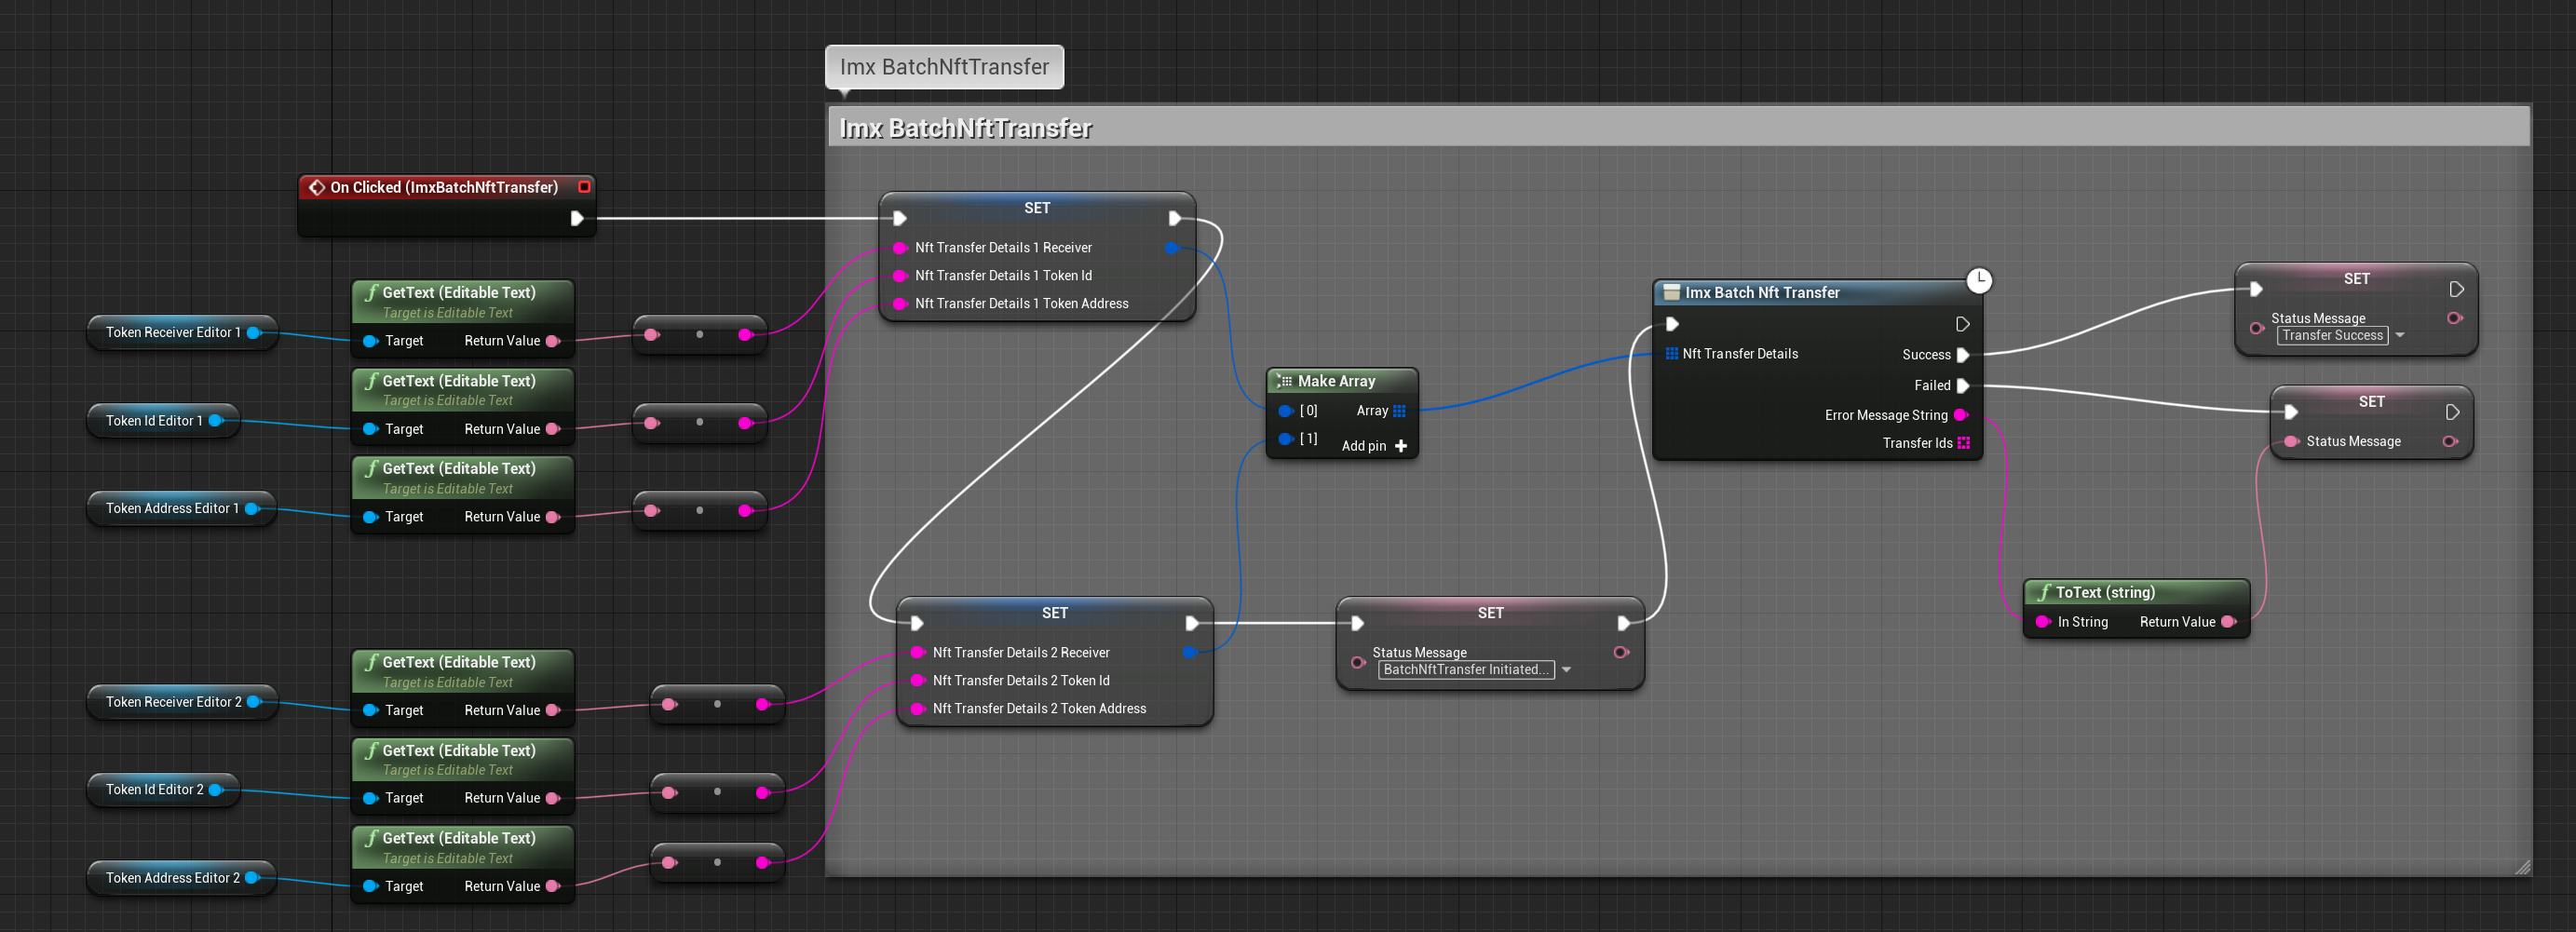 Imx BatchNftTransfer
Imx BatchNftTransfer
On Clicked (ImxBatchNftTransfer)
SET
Nft Transfer Details 1 Receiver
Nft Transfer Details 1 Token Id
Nft Transfer Details 1 Token Address
Token Receiver Editor 1
GetText (Editable Text)
Target is Editable Text
Target Return Value
Token Id Editor 1
GetText (Editable Text)
Target is Editable Text
Target Return Value
Token Address Editor 1
GetText (Editable Text)
Target is Editable Text
Target Return Value
Make Array
[0] Array
[1]
Add pin
Imx Batch Nft Transfer
Nft Transfer Details
Success
Failed
Error Message String
Transfer Ids
SET
Status Message
Transfer Success
SET
Status Message
ToText (string)
In String Return Value
SET
Nft Transfer Details 2 Receiver
Nft Transfer Details 2 Token Id
Nft Transfer Details 2 Token Address
SET
Status Message
BatchNftTransfer Initiated...
Token Receiver Editor 2
GetText (Editable Text)
Target is Editable Text
Target Return Value
Token Id Editor 2
GetText (Editable Text)
Target is Editable Text
Target Return Value
Token Address Editor 2
GetText (Editable Text)
Target is Editable Text
Target Return Value